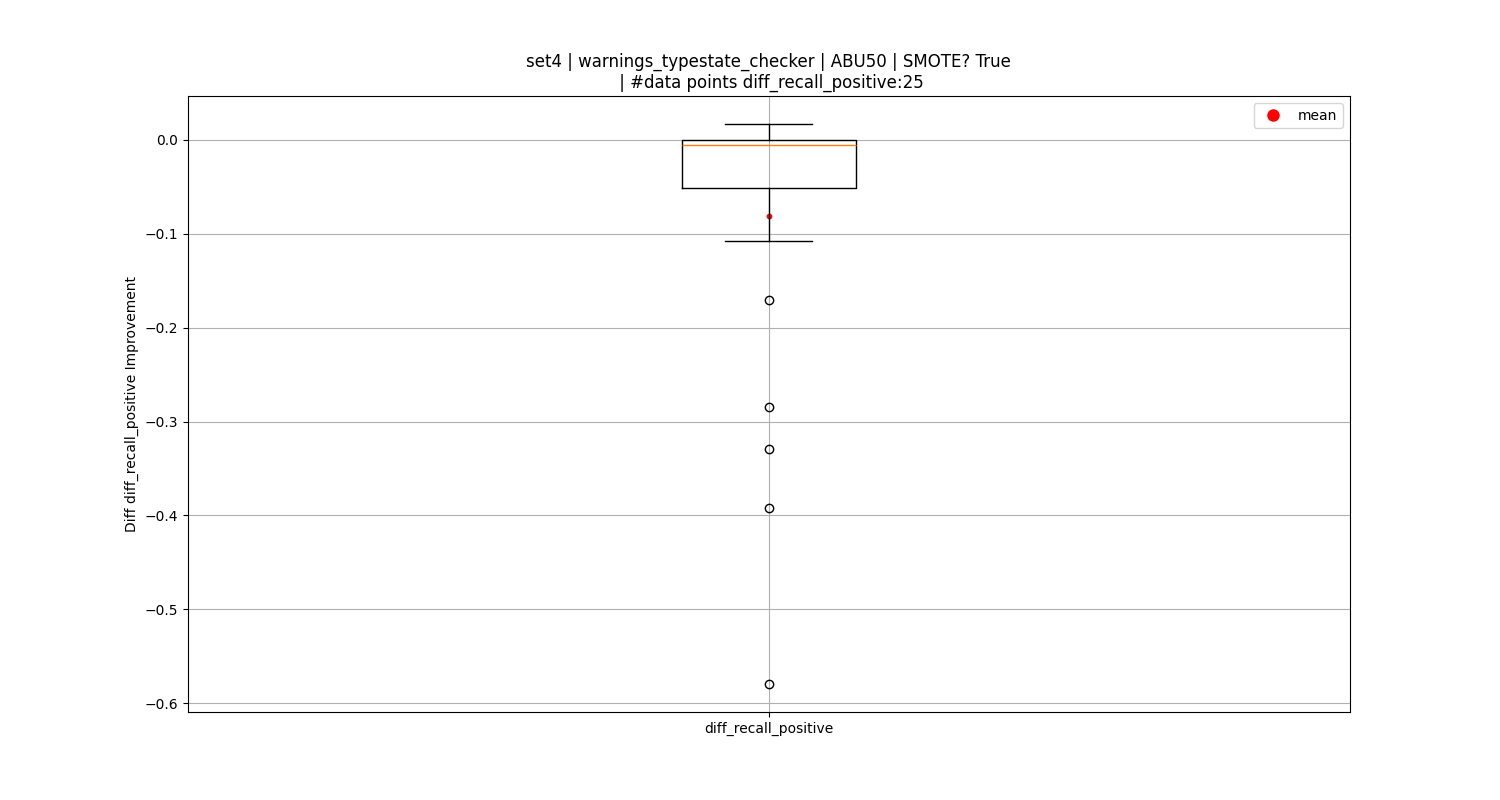 set4 | warnings_typestate_checker | ABU50 | SMOTE? True
| #data points diff_recall_positive:25
mean
0.0
−0.1
−0.2
−0.3
−0.4
−0.5
−0.6
Diff diff_recall_positive Improvement
diff_recall_positive